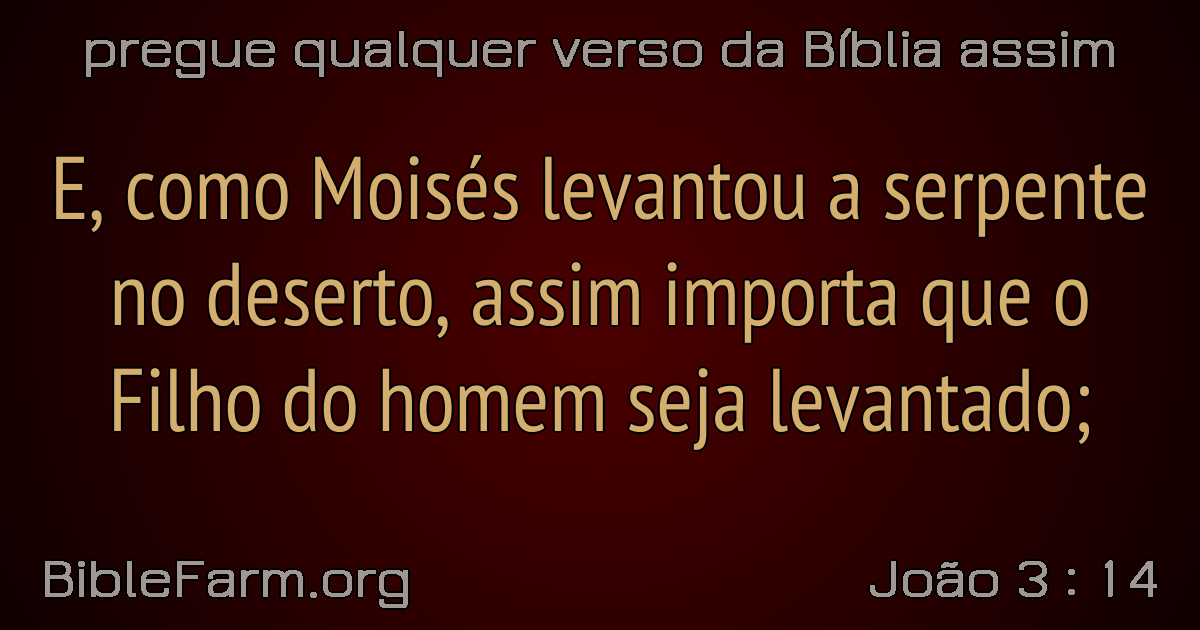 pregue qualquer verso da Bíblia assim
E, como Moisés levantou a serpente
no deserto, assim importa que o
Filho do homem seja levantado;
BibleFarm.org
João 3 : 14